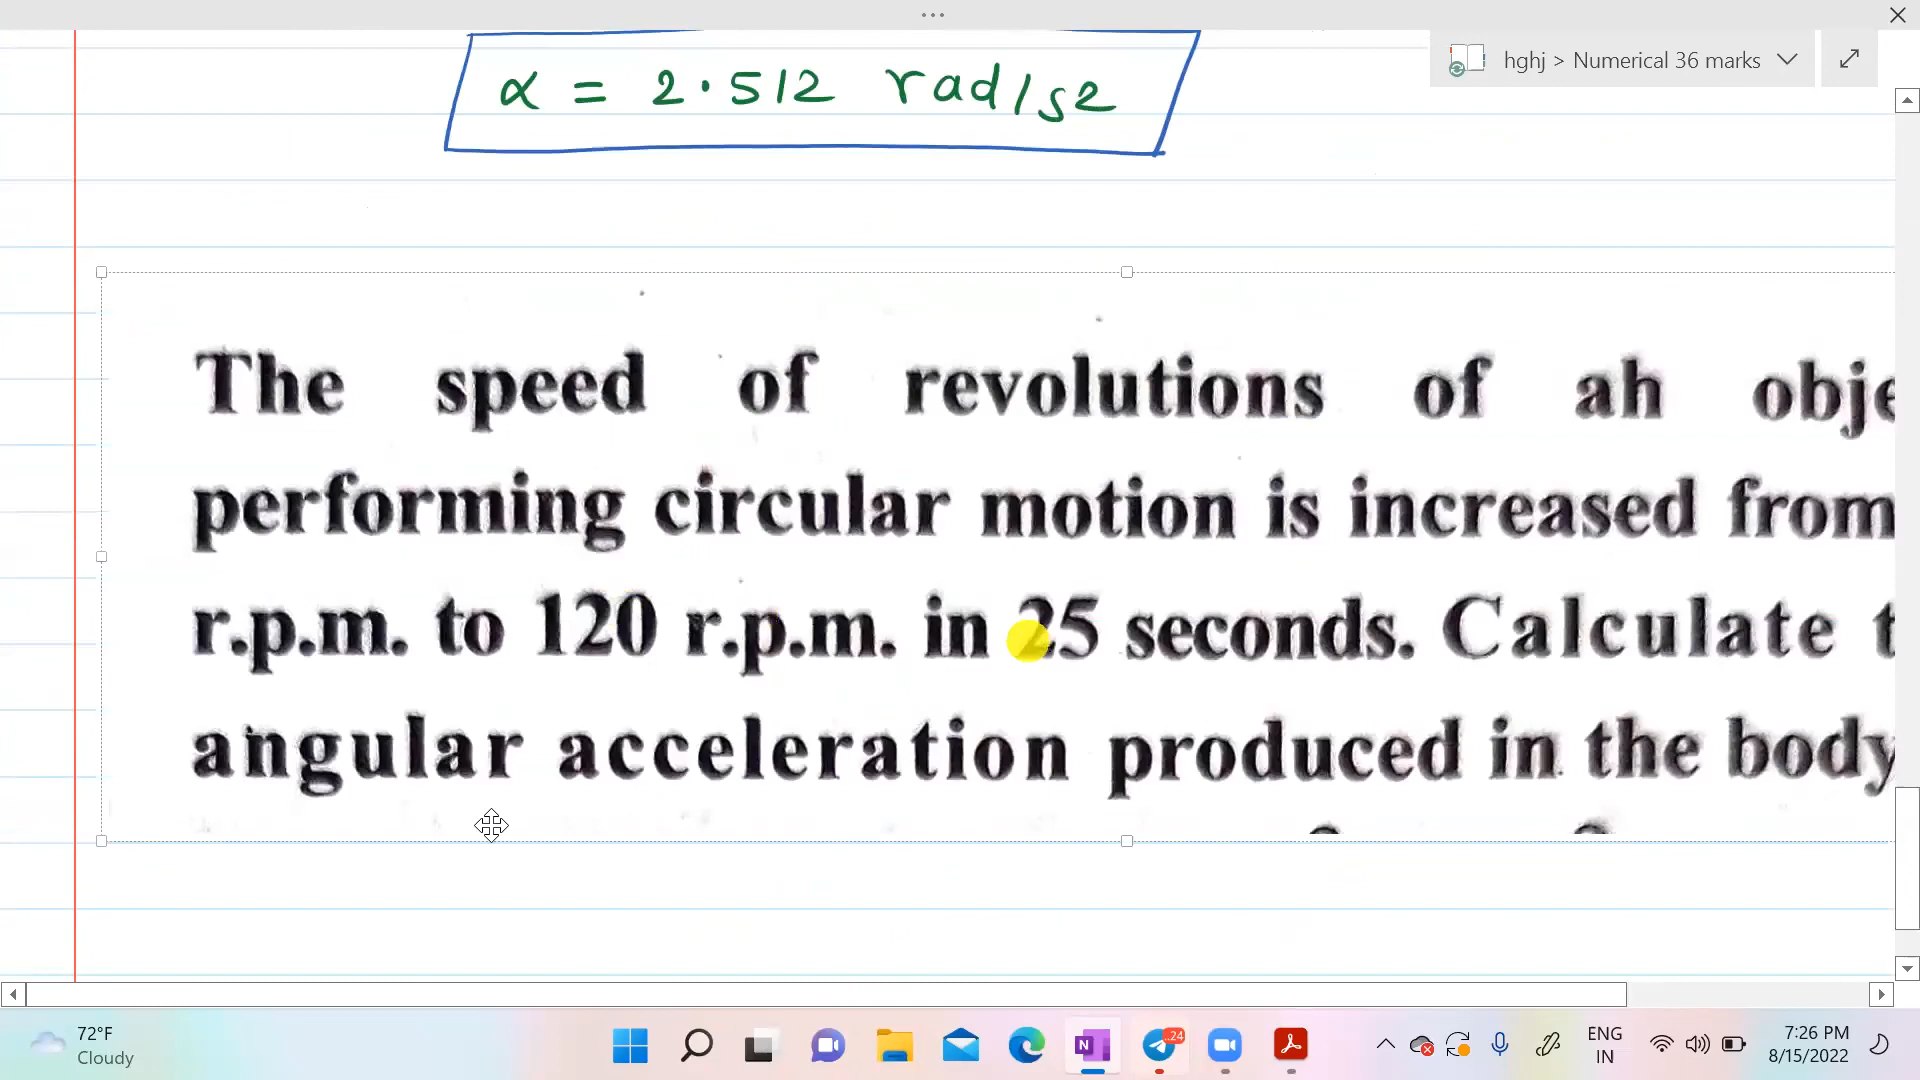 ...
hghj > Numerical 36 marks
α = 2.512 rad/s2
The speed of revolutions of ah obje
performing circular motion is increased from
r.p.m. to 120 r.p.m. in 25 seconds. Calculate t
angular acceleration produced in the body
72°F
Cloudy
..24
ENG
IN
7:26 PM
8/15/2022